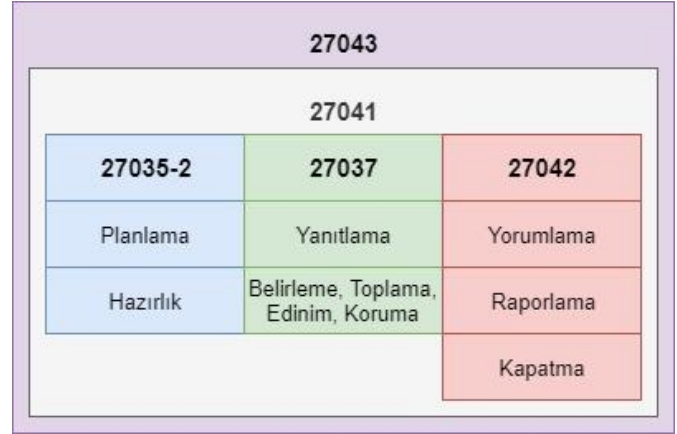 27043
27041
27035-2
27037
27042
Planlama
Yanıtlama
Yorumlama
Hazırlık
Belirleme, Toplama,
Edinim, Koruma
Raporlama
Kapatma